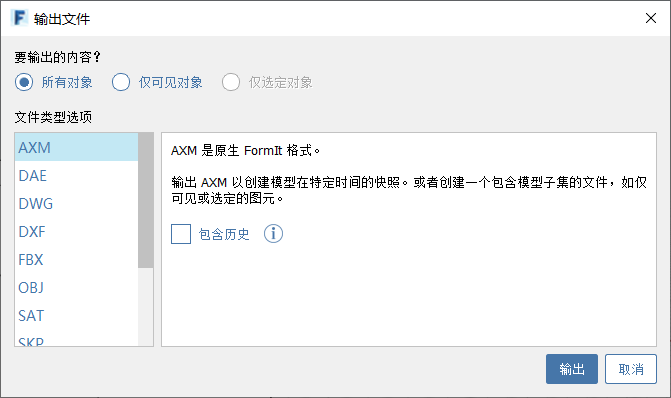 输出文件
要输出的内容?
所有对象 仅可见对象 仅选定对象
文件类型选项
AXM
DAE
DWG
DXF
FBX
OBJ
SAT
SKP
AXM 是原生 FormIt 格式。
输出 AXM 以创建模型在特定时间的快照。或者创建一个包含模型子集的文件，如仅
可见或选定的图元。
包含历史
输出 取消